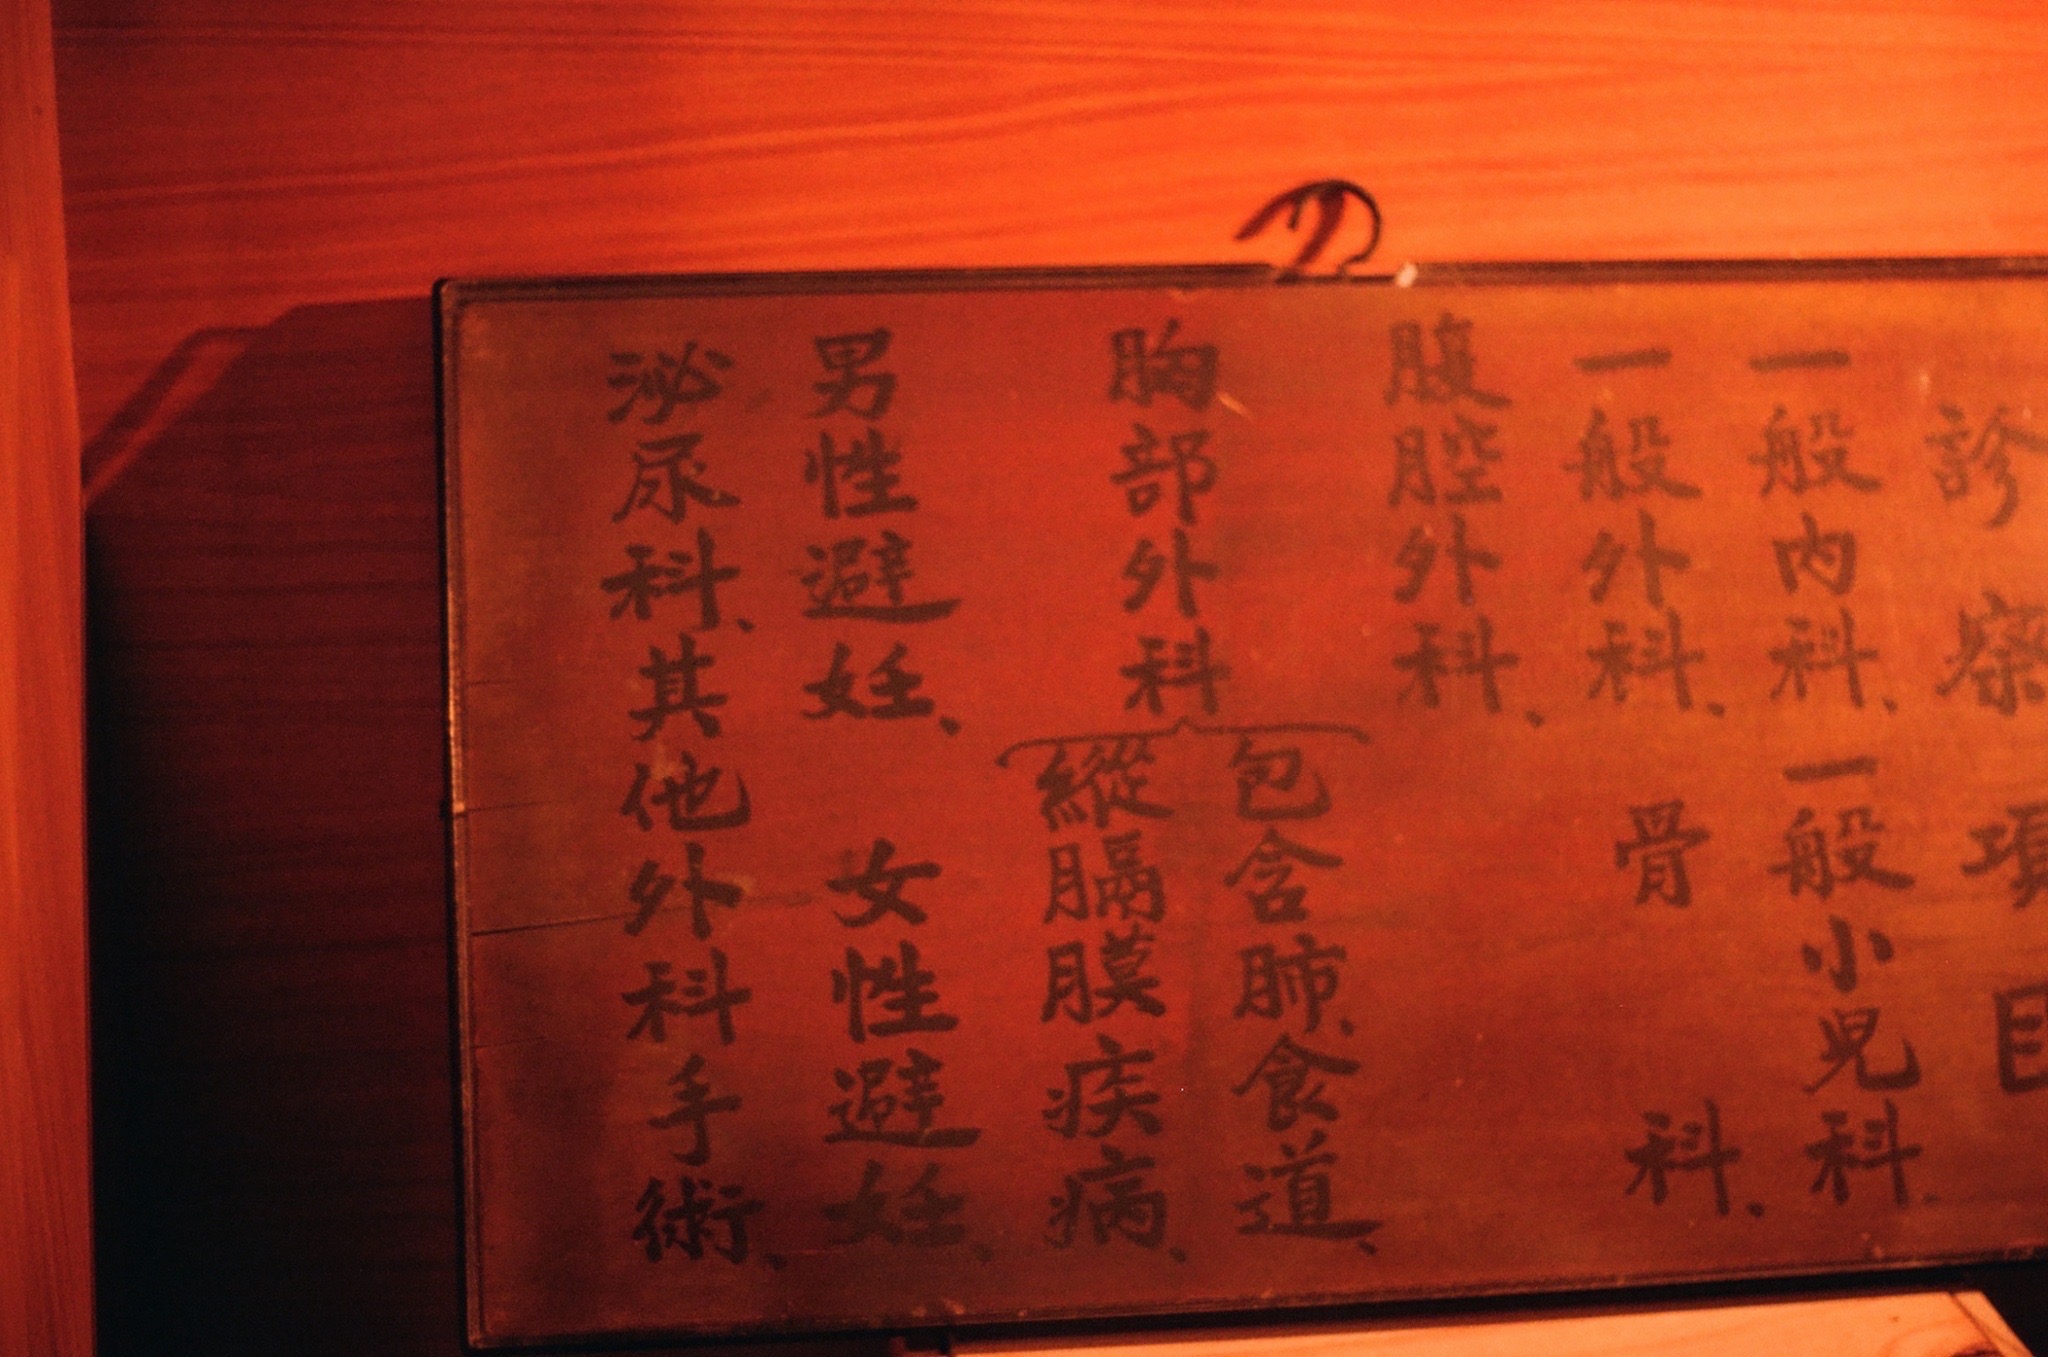 診療項目
一般內科、一般小児科、
一般外科、骨科、
腹腔外科、
胸部外科
包含肺、食道、
縱膈膜疾病、
男性避妊、女性避妊、
泌尿科、其他外科手術、